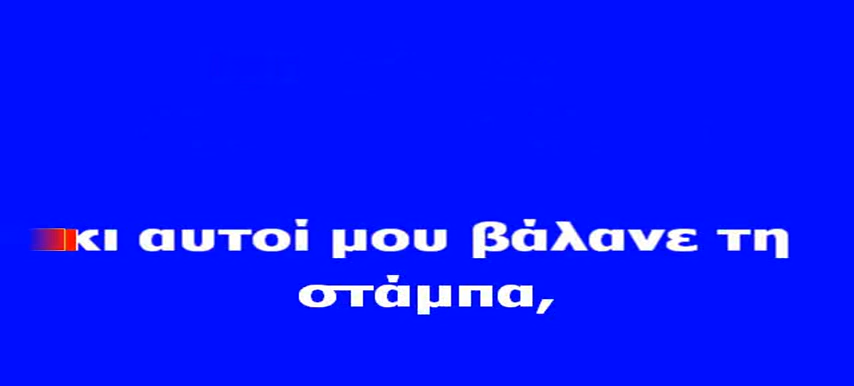 κι αυτοί μου βάλανε τη
στάμπα,